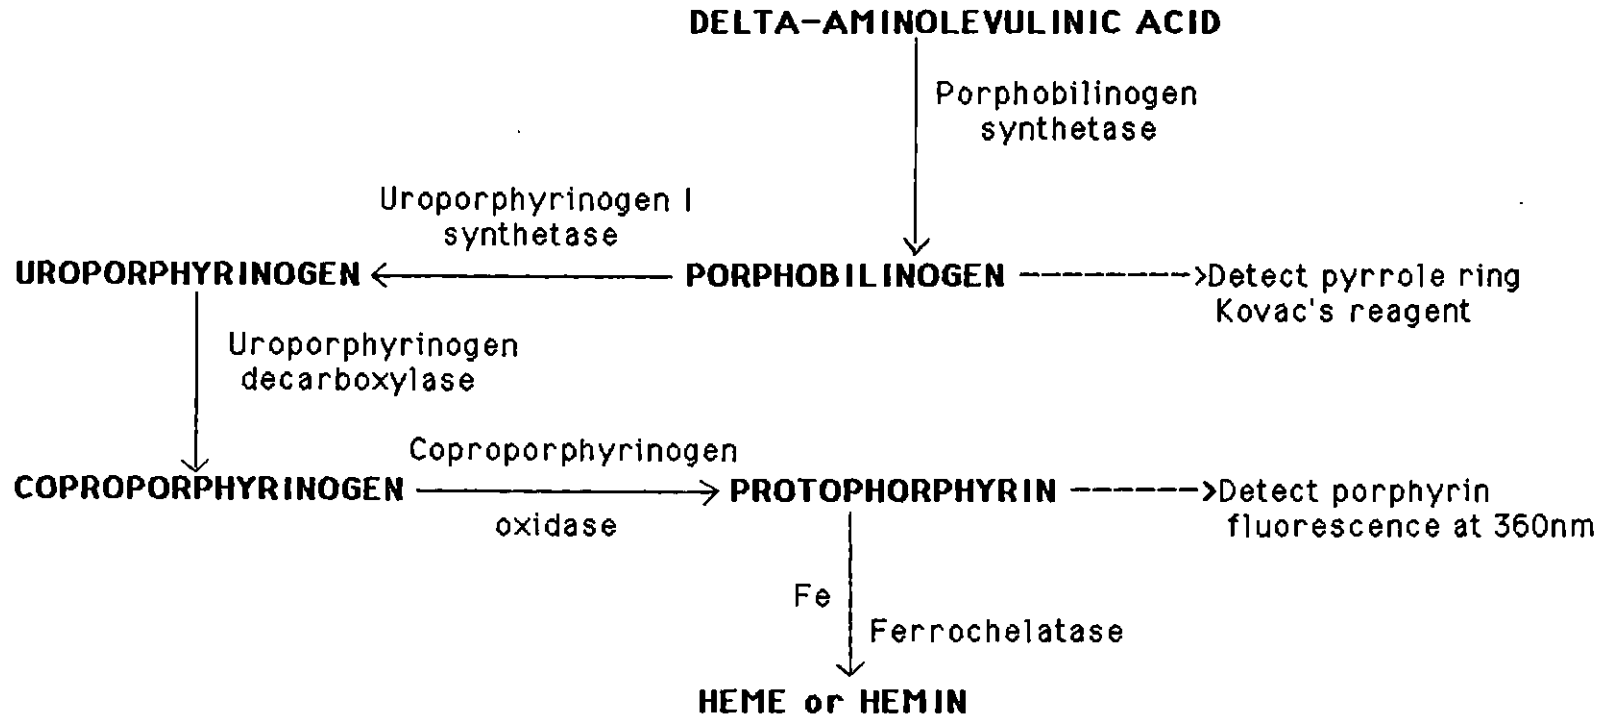 DELTA-AMINOLEVULINIC ACID
Porphobilinogen
synthetase
Uroporphyrinogen I
synthetase
UROPORPHYRINOGEN
PORPHOBILINOGEN
Detect pyrrole ring
Kovac's reagent
Uroporphyrinogen
decarboxylase
Coproporphyrinogen
COPROPORPHYRINOGEN
PROTOPHORPHYRIN
Detect porphyrin
fluorescence at 360nm
oxidase
Fe
Ferrochelatase
HEME or HEMIN